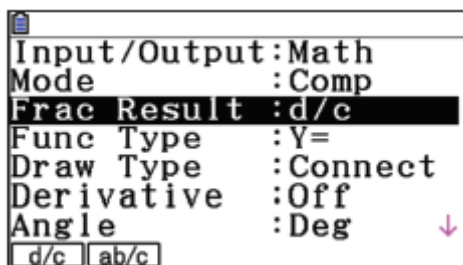 Input/Output:Math
Mode :Comp
Frac Result :d/c
Func Type :Y=
Draw Type :Connect
Derivative :Off
Angle :Deg ↓
d/c ab/c